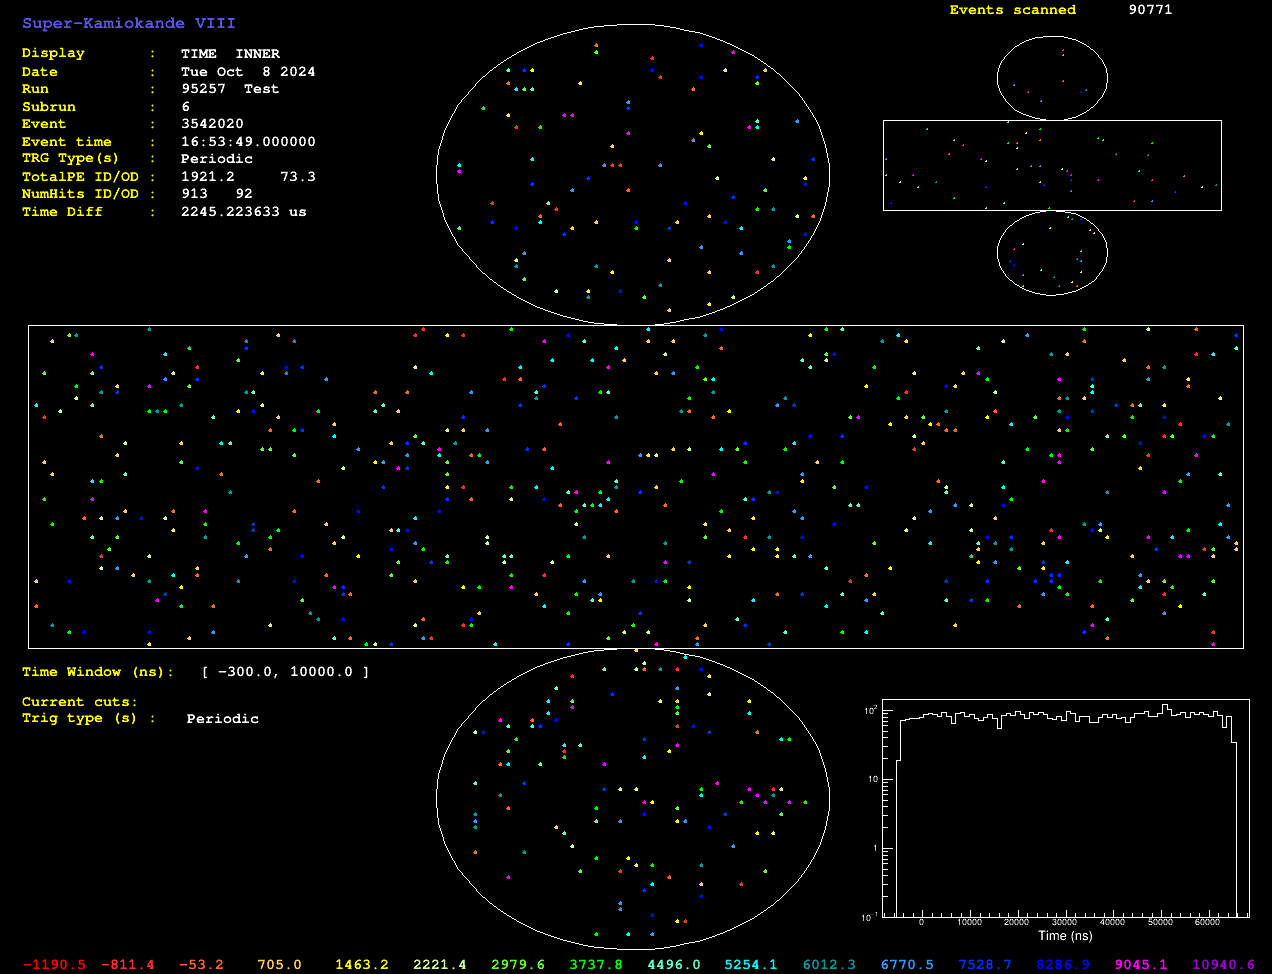 Super-Kamiokande VIII
Events scanned 90771
Display : TIME INNER
Date : Tue Oct 8 2024
Run : 95257 Test
Subrun : 6
Event : 3542020
Event time : 16:53:49.000000
TRG Type(s) : Periodic
TotalPE ID/OD : 1921.2 73.3
NumHits ID/OD : 913 92
Time Diff : 2245.223633 us
Time Window (ns): [ -300.0, 10000.0 ]
Current cuts:
Trig type (s) : Periodic
10²
10
1
10⁻¹
0 10000 20000 30000 40000 50000 60000
Time (ns)
-1190.5 -811.4 -53.2 705.0 1463.2 2221.4 2979.6 3737.8 4496.0 5254.1 6012.3 6770.5 7528.7 8286.9 9045.1 10940.6